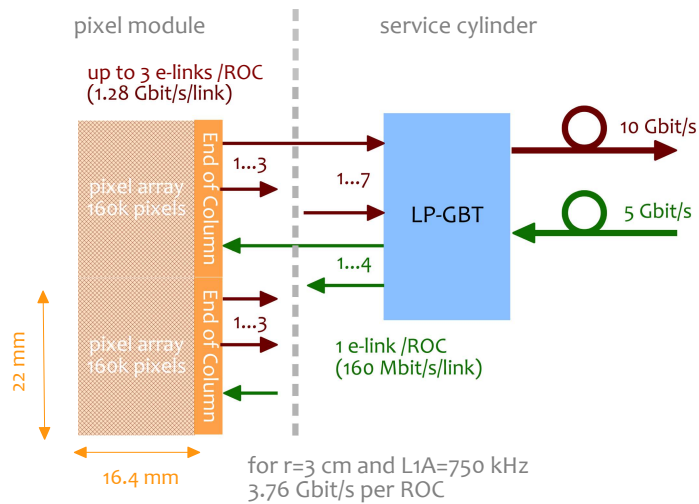 pixel module
service cylinder
up to 3 e-links /ROC
(1.28 Gbit/s/link)
End of Column
1...3
pixel array
160k pixels
1...7
LP-GBT
10 Gbit/s
5 Gbit/s
1...4
End of Column
1...3
pixel array
160k pixels
22 mm
1 e-link /ROC
(160 Mbit/s/link)
16.4 mm
for r=3 cm and L1A=750 kHz
3.76 Gbit/s per ROC